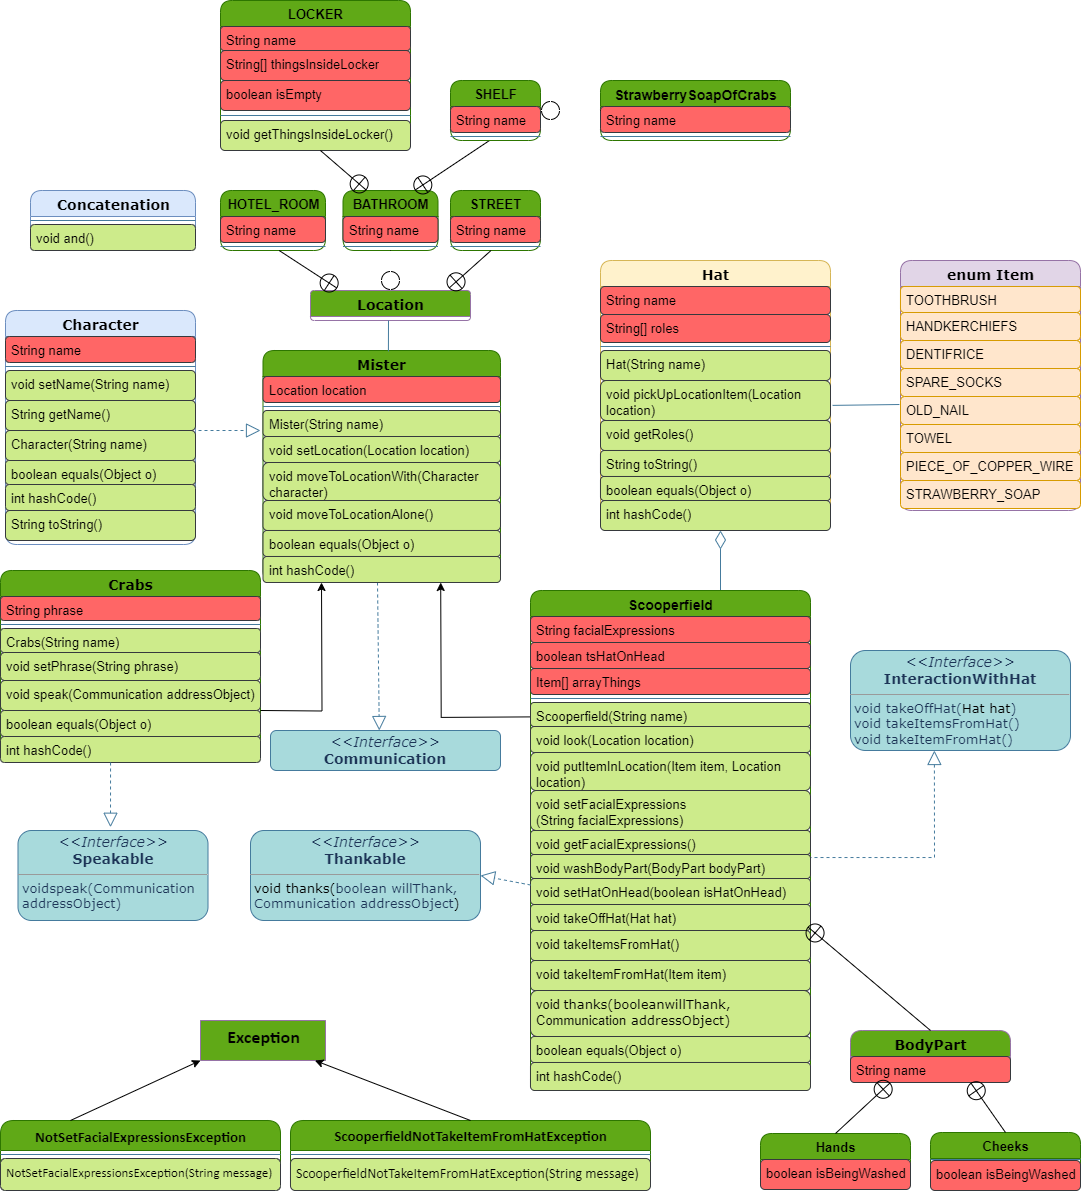 LOCKER
String name
String[] thingsInsideLocker
boolean isEmpty
void getThingsInsideLocker()
SHELF
String name
StrawberrySoapOfCrabs
String name
Concatenation
void and()
HOTEL_ROOM
String name
BATHROOM
String name
STREET
String name
Location
Character
String name
void setName(String name)
String getName()
Character(String name)
boolean equals(Object o)
int hashCode()
String toString()
Mister
Location location
Mister(String name)
void setLocation(Location location)
void moveToLocationWith(Character
character)
void moveToLocationAlone()
boolean equals(Object o)
int hashCode()
Hat
String name
String[] roles
Hat(String name)
void pickUpLocationItem(Location
location)
void getRoles()
String toString()
boolean equals(Object o)
int hashCode()
enum Item
TOOTHBRUSH
HANDKERCHIEFS
DENTIFRICE
SPARE_SOCKS
OLD_NAIL
TOWEL
PIECE_OF_COPPER_WIRE
STRAWBERRY_SOAP
Crabs
String phrase
Crabs(String name)
void setPhrase(String phrase)
void speak(Communication addressObject)
boolean equals(Object o)
int hashCode()
<<Interface>>
Communication
Scooperfield
String facialExpressions
boolean tsHatOnHead
Item[] arrayThings
Scooperfield(String name)
void look(Location location)
void putItemInLocation(Item item, Location
location)
void setFacialExpressions
(String facialExpressions)
void getFacialExpressions()
void washBodyPart(BodyPart bodyPart)
void setHatOnHead(boolean isHatOnHead)
void takeOffHat(Hat hat)
void takeItemsFromHat()
void takeItemFromHat(Item item)
void thanks(booleanwillThank,
Communication addressObject)
boolean equals(Object o)
int hashCode()
<<Interface>>
InteractionWithHat
void takeOffHat(Hat hat)
void takeItemsFromHat()
void takeItemFromHat()
<<Interface>>
Speakable
voidspeak(Communication
addressObject)
<<Interface>>
Thankable
void thanks(boolean willThank,
Communication addressObject)
Exception
NotSetFacialExpressionsException
NotSetFacialExpressionsException(String message)
ScooperfieldNotTakeItemFromHatException
ScooperfieldNotTakeItemFromHatException(String message)
BodyPart
String name
Hands
boolean isBeingWashed
Cheeks
boolean isBeingWashed